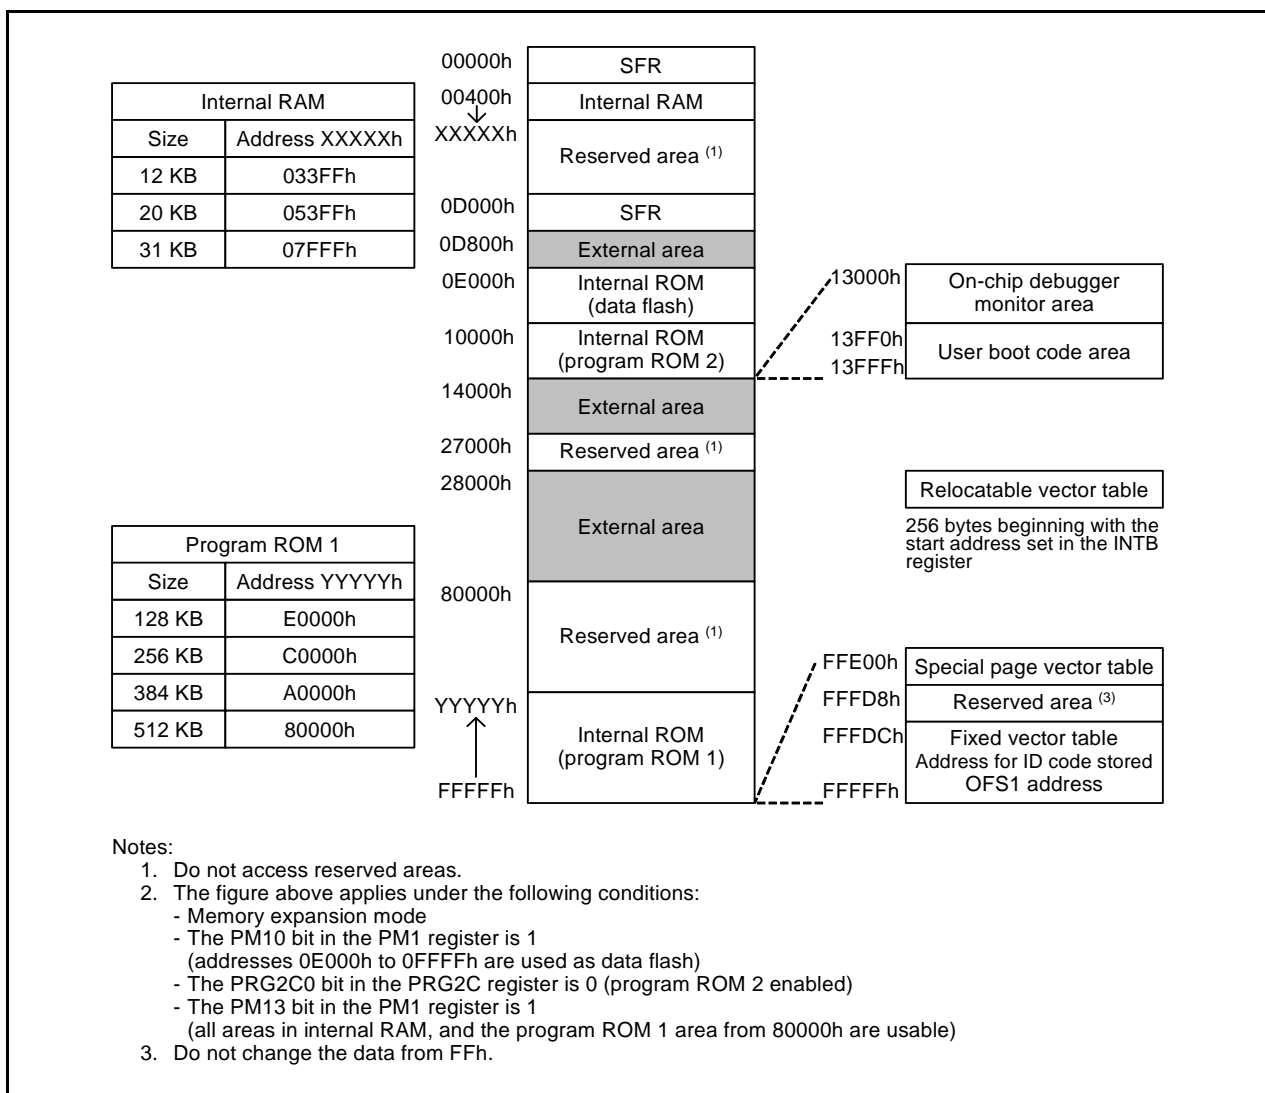 Internal RAM
Size Address XXXXXh
12 KB 033FFh
20 KB 053FFh
31 KB 07FFFh
Program ROM 1
Size Address YYYYYh
128 KB E0000h
256 KB C0000h
384 KB A0000h
512 KB 80000h
00000h SFR
00400h Internal RAM
XXXXXh
Reserved area (1)
0D000h SFR
0D800h External area
0E000h Internal ROM
(data flash)
10000h Internal ROM
(program ROM 2)
14000h External area
27000h Reserved area (1)
28000h
External area
80000h
Reserved area (1)
YYYYYh
Internal ROM
(program ROM 1)
FFFFFh
13000h On-chip debugger
monitor area
13FF0h
User boot code area
13FFFh
Relocatable vector table
256 bytes beginning with the
start address set in the INTB
register
FFE00h Special page vector table
FFFD8h Reserved area (3)
FFFDCh Fixed vector table
Address for ID code stored
OFS1 address
FFFFFh
Notes:
1. Do not access reserved areas.
2. The figure above applies under the following conditions:
- Memory expansion mode
- The PM10 bit in the PM1 register is 1
(addresses 0E000h to 0FFFFh are used as data flash)
- The PRG2C0 bit in the PRG2C register is 0 (program ROM 2 enabled)
- The PM13 bit in the PM1 register is 1
(all areas in internal RAM, and the program ROM 1 area from 80000h are usable)
3. Do not change the data from FFh.